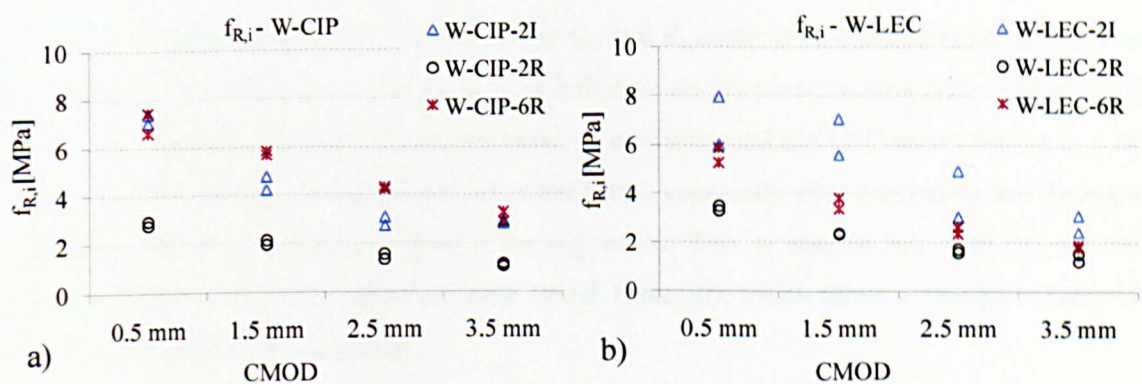 f_R,i - W-CIP
W-CIP-2I
W-CIP-2R
W-CIP-6R
f_R,i [MPa]
10
8
6
4
2
0
0.5 mm
1.5 mm
2.5 mm
3.5 mm
CMOD
a)
f_R,i - W-LEC
W-LEC-2I
W-LEC-2R
W-LEC-6R
f_R,i [MPa]
10
8
6
4
2
0
0.5 mm
1.5 mm
2.5 mm
3.5 mm
CMOD
b)